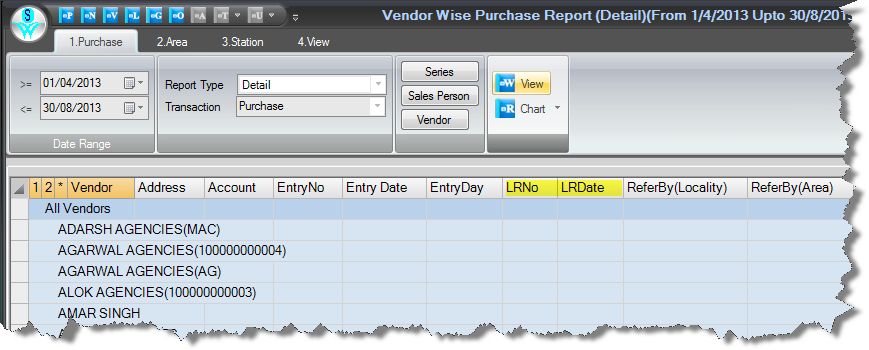 S
P N V L G O A T U
Vendor Wise Purchase Report (Detail)(From 1/4/2013 Upto 30/8/2013
1.Purchase 2.Area 3.Station 4.View
>= 01/04/2013
<= 30/08/2013
Date Range
Report Type Detail
Transaction Purchase
Series
Sales Person
Vendor
W View
R Chart
1 2 * Vendor Address Account EntryNo Entry Date EntryDay LRNo LRDate ReferBy(Locality) ReferBy(Area)
All Vendors
ADARSH AGENCIES(MAC)
AGARWAL AGENCIES(100000000004)
AGARWAL AGENCIES(AG)
ALOK AGENCIES(100000000003)
AMAR SINGH